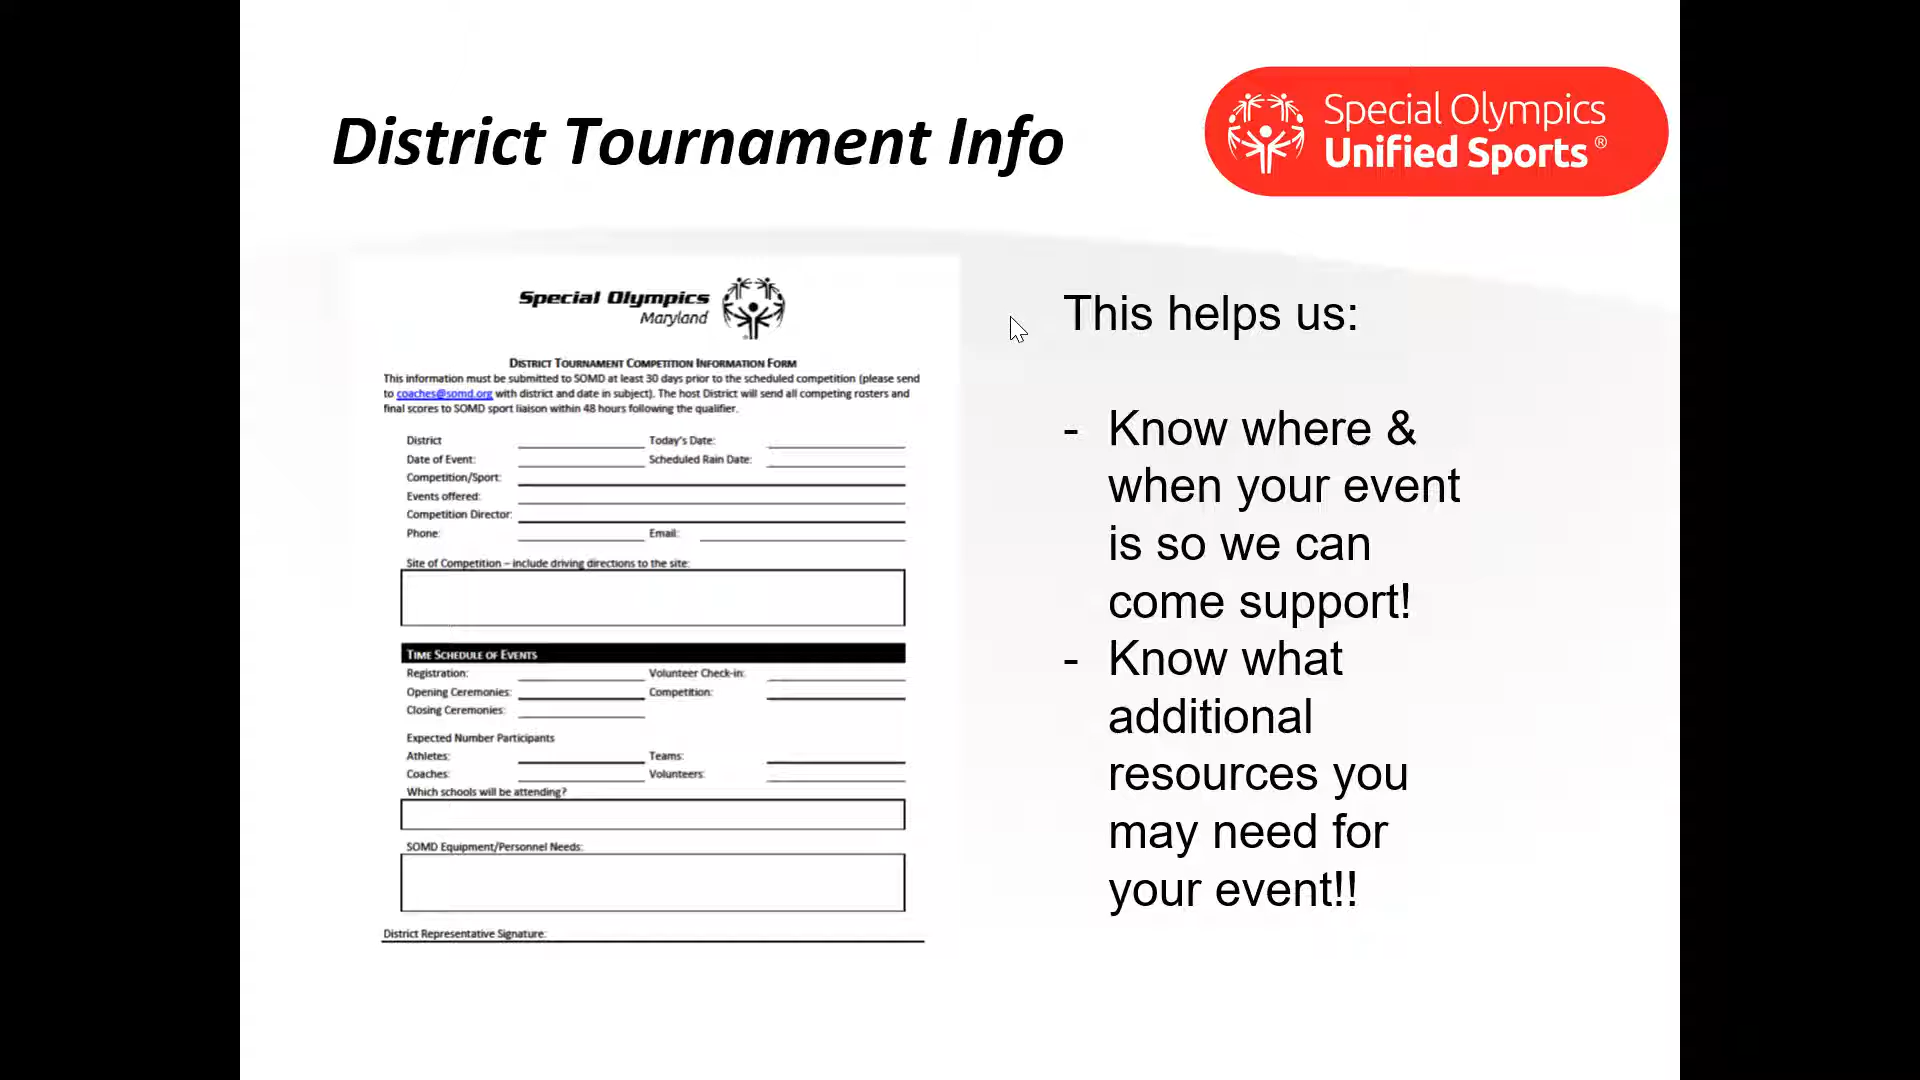 District Tournament Info
Special Olympics
Unified Sports ®
Special Olympics
Maryland
DISTRICT TOURNAMENT COMPETITION INFORMATION FORM
This information must be submitted to SOMD at least 30 days prior to the scheduled competition (please send
to coaches@somd.org with district and date in subject). The host District will send all competing rosters and
final scores to SOMD sport liaison within 48 hours following the qualifier.
District Today's Date:
Date of Event: Scheduled Rain Date:
Competition/Sport:
Events offered:
Competition Director:
Phone: Email:
Site of Competition – include driving directions to the site:
TIME SCHEDULE OF EVENTS
Registration: Volunteer Check-in:
Opening Ceremonies: Competition:
Closing Ceremonies:
Expected Number Participants
Athletes: Teams:
Coaches: Volunteers:
Which schools will be attending?
SOMD Equipment/Personnel Needs:
District Representative Signature:
This helps us:
- Know where &
when your event
is so we can
come support!
- Know what
additional
resources you
may need for
your event!!